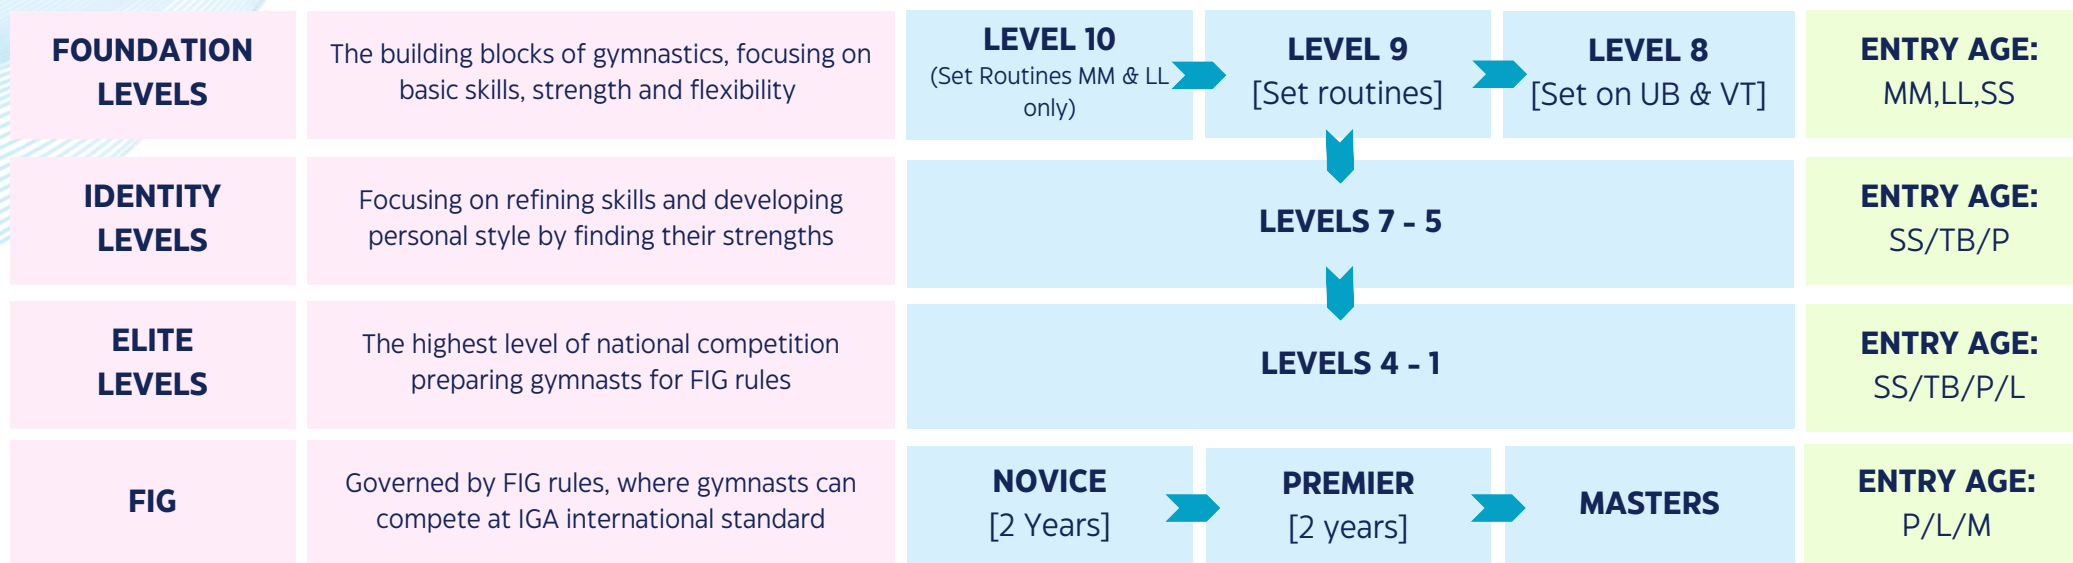 FOUNDATION
LEVELS
The building blocks of gymnastics, focusing on
basic skills, strength and flexibility
LEVEL 10
(Set Routines MM & LL
only)
LEVEL 9
[Set routines]
LEVEL 8
[Set on UB & VT]
ENTRY AGE:
MM,LL,SS
IDENTITY
LEVELS
Focusing on refining skills and developing
personal style by finding their strengths
LEVELS 7 - 5
ENTRY AGE:
SS/TB/P
ELITE
LEVELS
The highest level of national competition
preparing gymnasts for FIG rules
LEVELS 4 - 1
ENTRY AGE:
SS/TB/P/L
FIG
Governed by FIG rules, where gymnasts can
compete at IGA international standard
NOVICE
[2 Years]
PREMIER
[2 years]
MASTERS
ENTRY AGE:
P/L/M